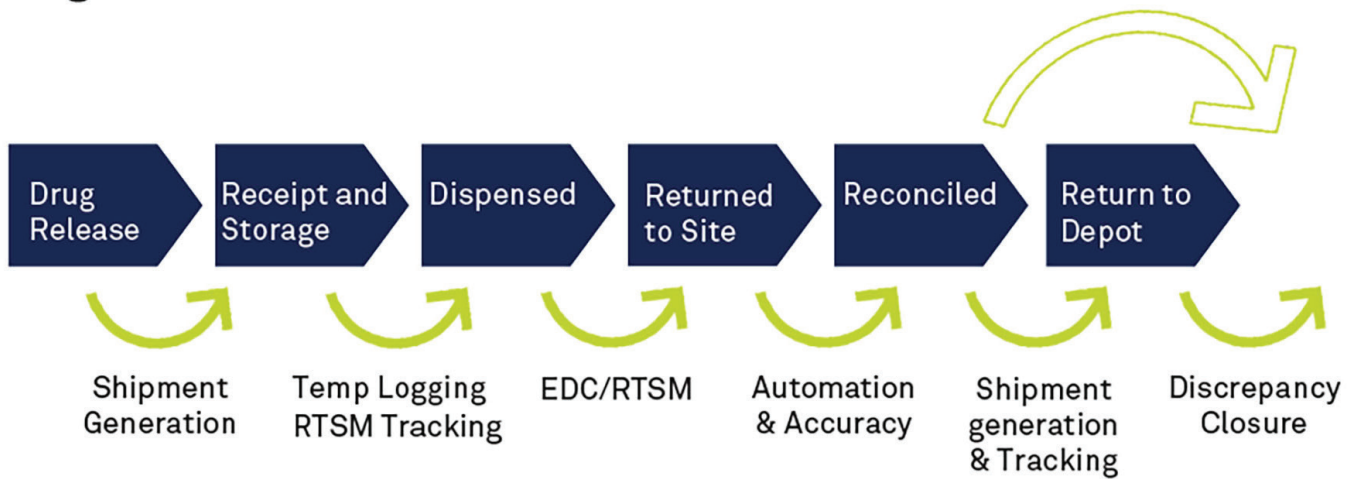 Drug
Release
Receipt and
Storage
Dispensed
Returned
to Site
Reconciled
Return to
Depot
Shipment
Generation
Temp Logging
RTSM Tracking
EDC/RTSM
Automation
& Accuracy
Shipment
generation
& Tracking
Discrepancy
Closure